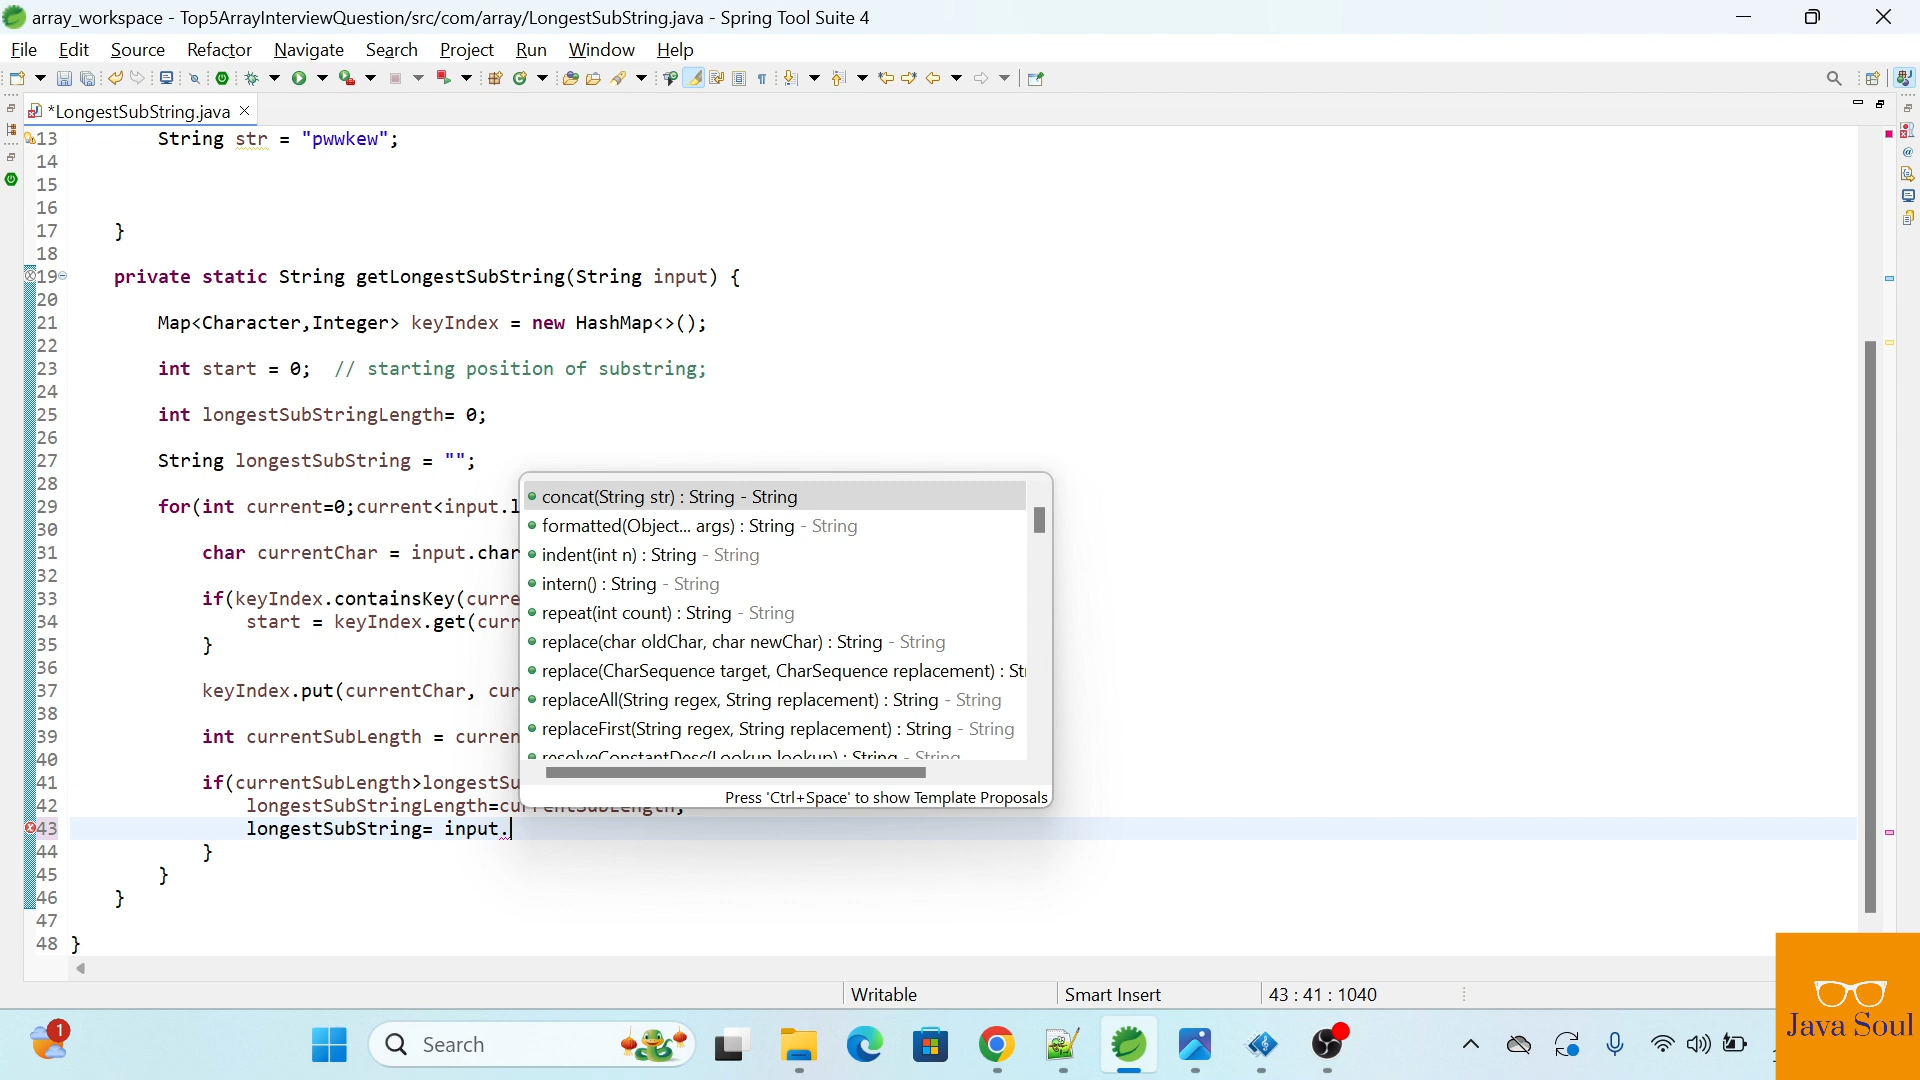 array_workspace - Top5ArrayInterviewQuestion/src/com/array/LongestSubString.java - Spring Tool Suite 4
File Edit Source Refactor Navigate Search Project Run Window Help
*LongestSubString.java
13 String str = "pwwkew";
14
15
16
17 }
18
19 private static String getLongestSubString(String input) {
20
21 Map<Character,Integer> keyIndex = new HashMap<>();
22
23 int start = 0; // starting position of substring;
24
25 int longestSubStringLength= 0;
26
27 String longestSubString = "";
28
29 for(int current=0;current<input.l
30
31 char currentChar = input.char
32
33 if(keyIndex.containsKey(curre
34 start = keyIndex.get(curr
35 }
36
37 keyIndex.put(currentChar, cur
38
39 int currentSubLength = curren
40
41 if(currentSubLength>longestSu
42 longestSubStringLength=currentSubLength;
43 longestSubString= input.
44 }
45 }
46 }
47
48 }
concat(String str) : String - String
formatted(Object... args) : String - String
indent(int n) : String - String
intern() : String - String
repeat(int count) : String - String
replace(char oldChar, char newChar) : String - String
replace(CharSequence target, CharSequence replacement) : Str
replaceAll(String regex, String replacement) : String - String
replaceFirst(String regex, String replacement) : String - String
resolveConstantDesc(Lookup lookup) : String - String
Press 'Ctrl+Space' to show Template Proposals
Writable Smart Insert 43 : 41 : 1040
1 Search
Java Soul